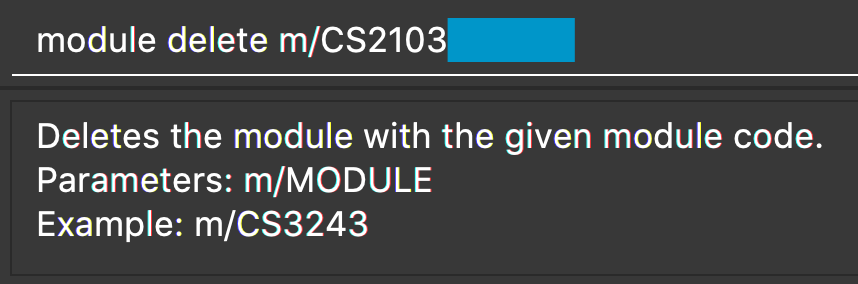 module delete m/CS2103
Deletes the module with the given module code.
Parameters: m/MODULE
Example: m/CS3243